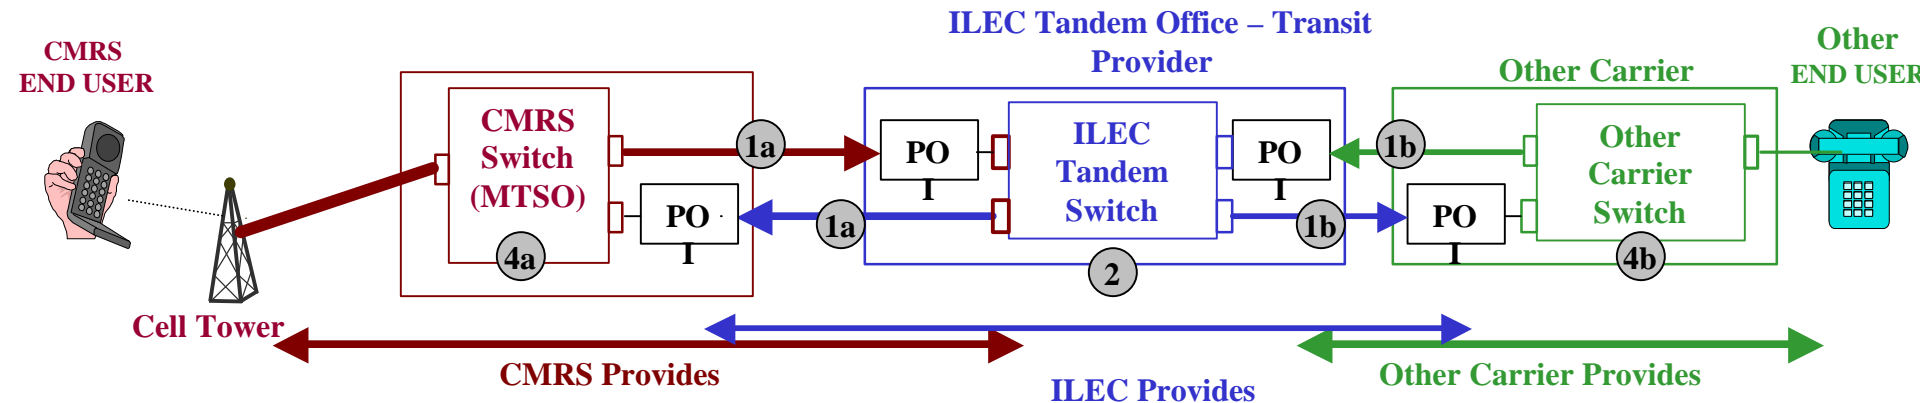 CMRS
END USER
ILEC Tandem Office – Transit
Provider
Other Carrier
Other
END USER
CMRS
Switch
(MTSO)
4a
PO
I
1a
1a
PO
I
ILEC
Tandem
Switch
2
PO
I
1b
1b
PO
I
Other
Carrier
Switch
4b
Cell Tower
CMRS Provides
ILEC Provides
Other Carrier Provides